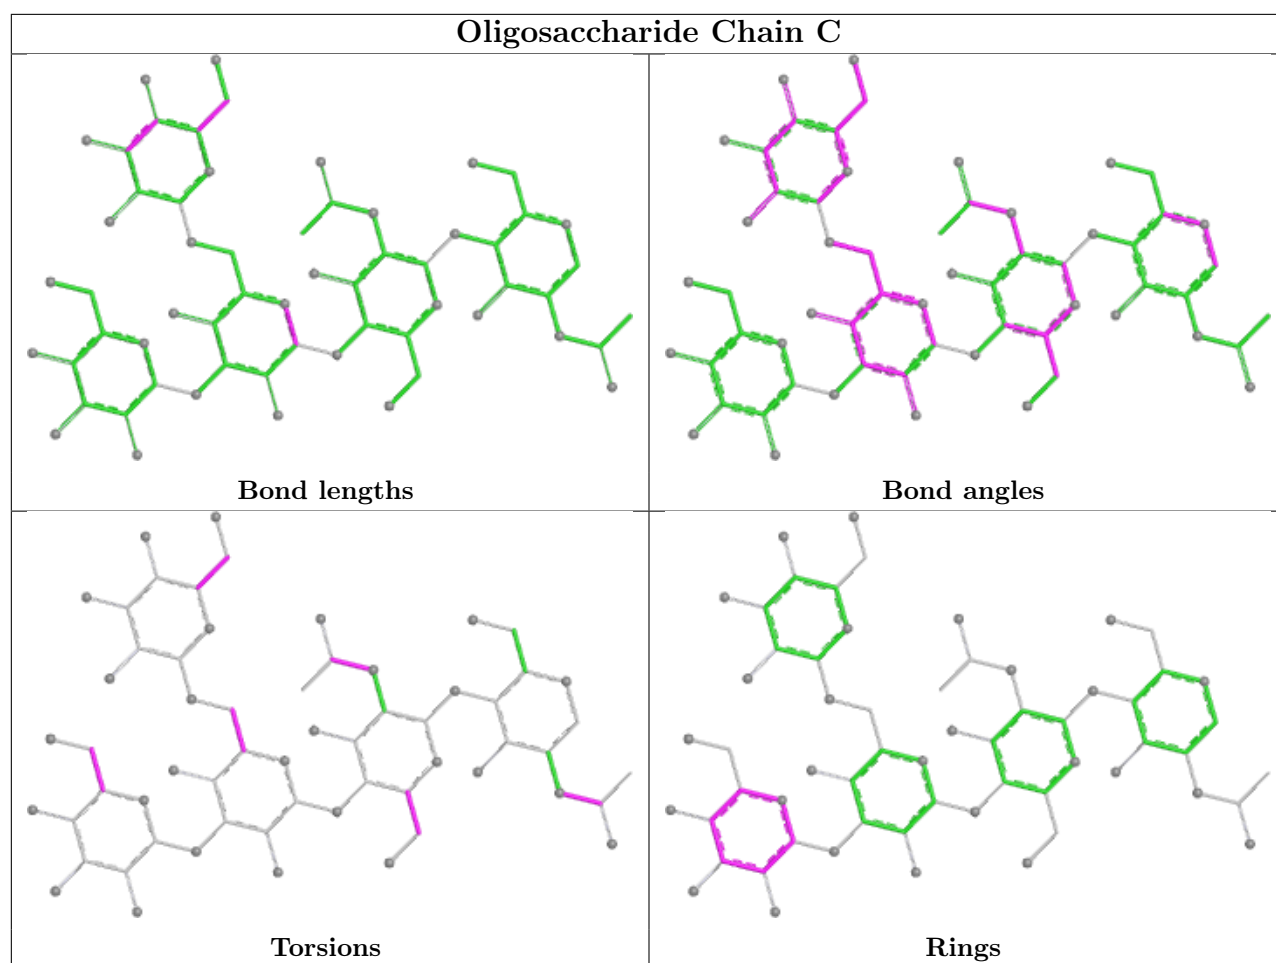 Oligosaccharide Chain C
Bond lengths
Bond angles
Torsions
Rings